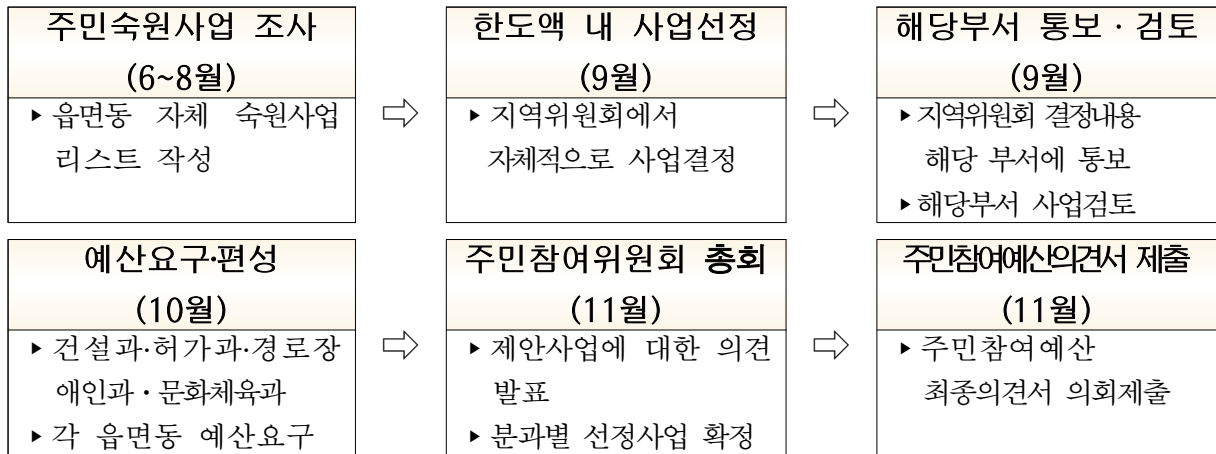 주민숙원사업 조사
(6~8월)
▸ 읍면동 자체 숙원사업
리스트 작성
⇨
한도액 내 사업선정
(9월)
▸ 지역위원회에서
자체적으로 사업결정
⇨
해당부서 통보 · 검토
(9월)
▸ 지역위원회 결정내용
해당 부서에 통보
▸ 해당부서 사업검토
예산요구·편성
(10월)
▸ 건설과·허가과·경로장
애인과 · 문화체육과
▸ 각 읍면동 예산요구
⇨
주민참여위원회 총회
(11월)
▸ 제안사업에 대한 의견
발표
▸ 분과별 선정사업 확정
⇨
주민참여예산의견서 제출
(11월)
▸ 주민참여예산
최종의견서 의회제출